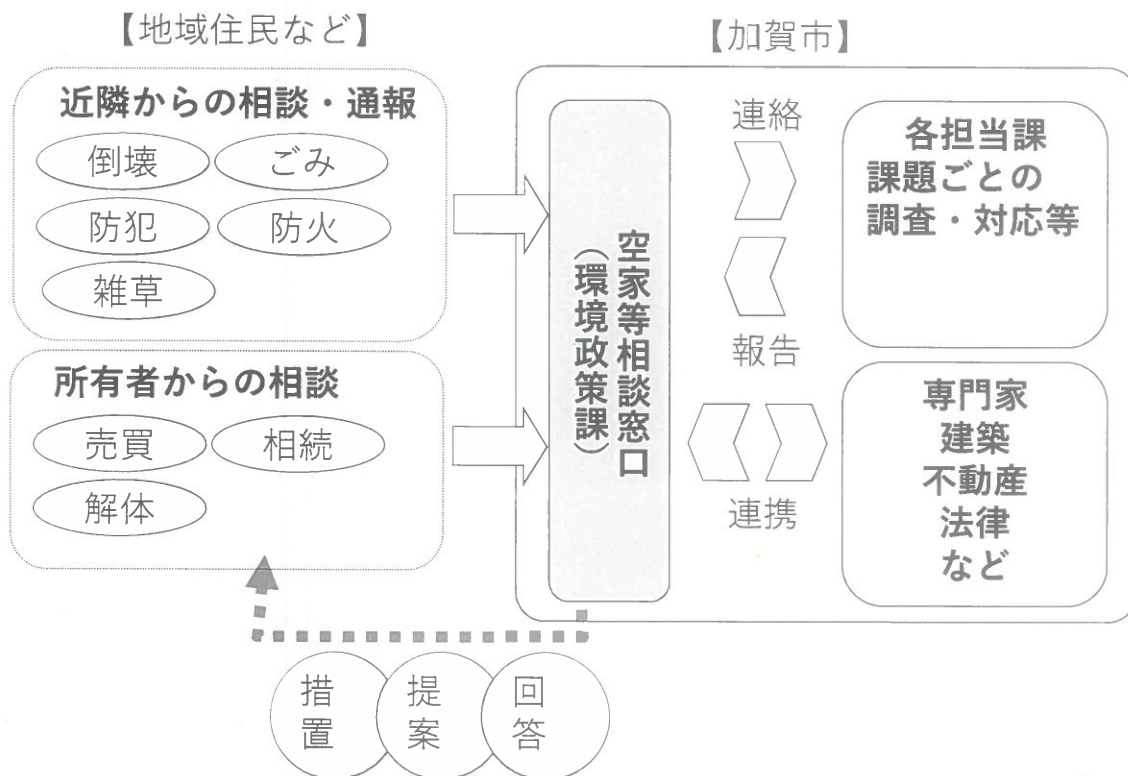 【地域住民など】
近隣からの相談・通報
倒壊
ごみ
防犯
防火
雑草
所有者からの相談
売買
相続
解体
【加賀市】
空家等相談窓口
（環境政策課）
連絡
報告
連携
各担当課
課題ごとの
調査・対応等
専門家
建築
不動産
法律
など
措置
提案
回答